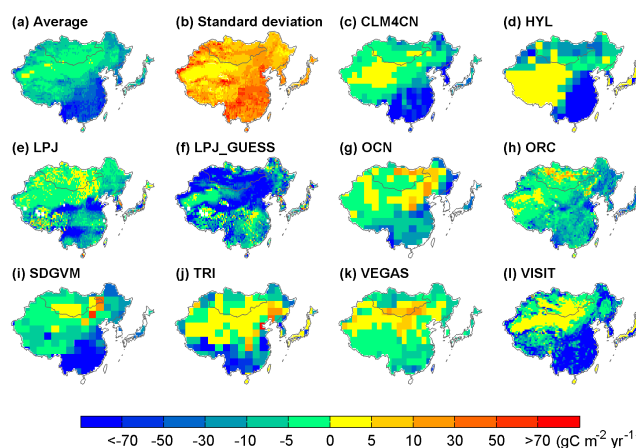 (a) Average (b) Standard deviation (c) CLM4CN (d) HYL
(e) LPJ (f) LPJ_GUESS (g) OCN (h) ORC
(i) SDGVM (j) TRI (k) VEGAS (l) VISIT
<-70 -50 -30 -10 -5 0 5 10 30 50 >70 (gC m⁻² yr⁻¹)